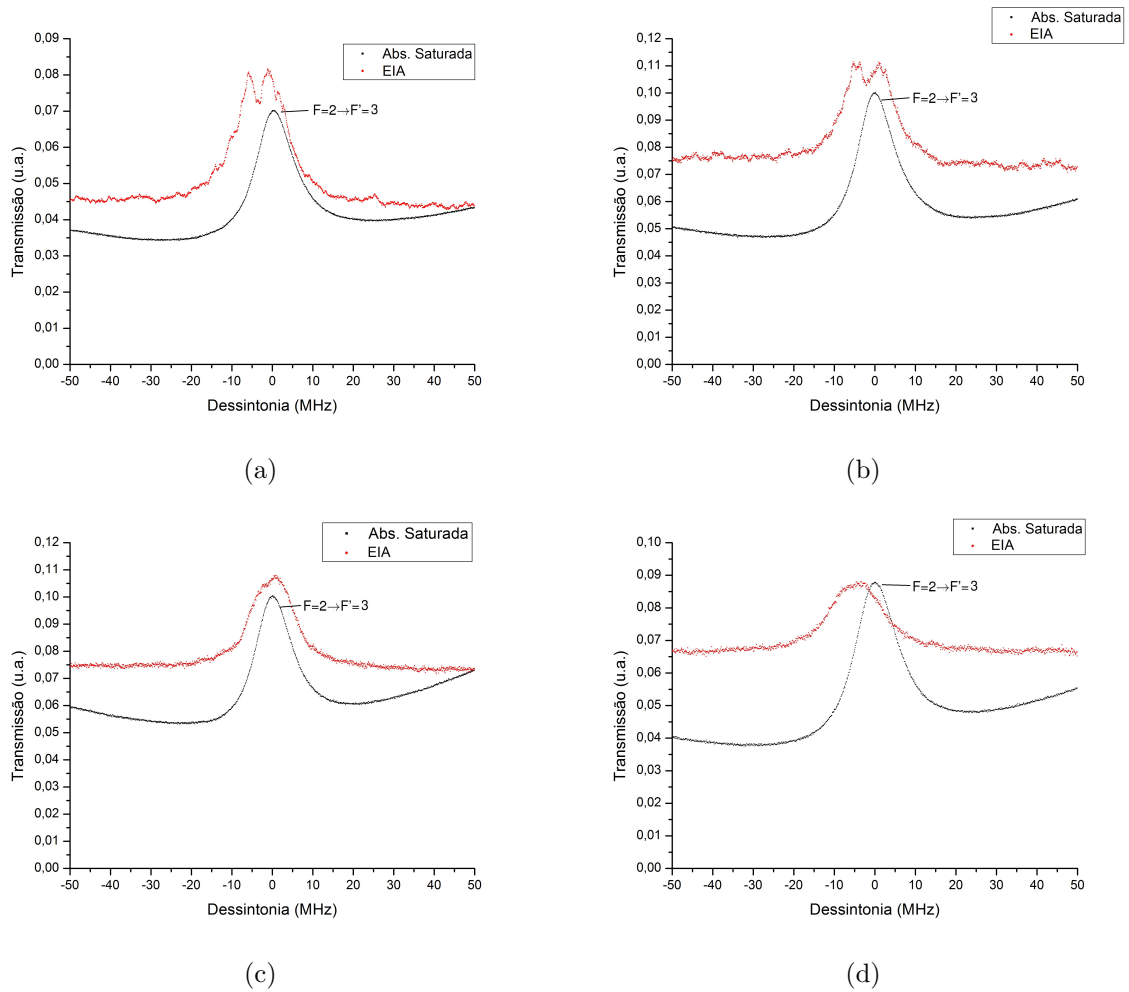 Abs. Saturada
EIA
F=2→F'=3
0,09
0,08
0,07
0,06
0,05
0,04
0,03
0,02
0,01
0,00
Transmissão (u.a.)
-50 -40 -30 -20 -10 0 10 20 30 40 50
Dessintonia (MHz)
(a)
Abs. Saturada
EIA
F=2→F'=3
0,12
0,11
0,10
0,09
0,08
0,07
0,06
0,05
0,04
0,03
0,02
0,01
0,00
Transmissão (u.a.)
-50 -40 -30 -20 -10 0 10 20 30 40 50
Dessintonia (MHz)
(b)
Abs. Saturada
EIA
F=2→F'=3
0,12
0,11
0,10
0,09
0,08
0,07
0,06
0,05
0,04
0,03
0,02
0,01
0,00
Transmissão (u.a.)
-50 -40 -30 -20 -10 0 10 20 30 40 50
Dessintonia (MHz)
(c)
Abs. Saturada
EIA
F=2→F'=3
0,10
0,09
0,08
0,07
0,06
0,05
0,04
0,03
0,02
0,01
0,00
Transmissão (u.a.)
-50 -40 -30 -20 -10 0 10 20 30 40 50
Dessintonia (MHz)
(d)